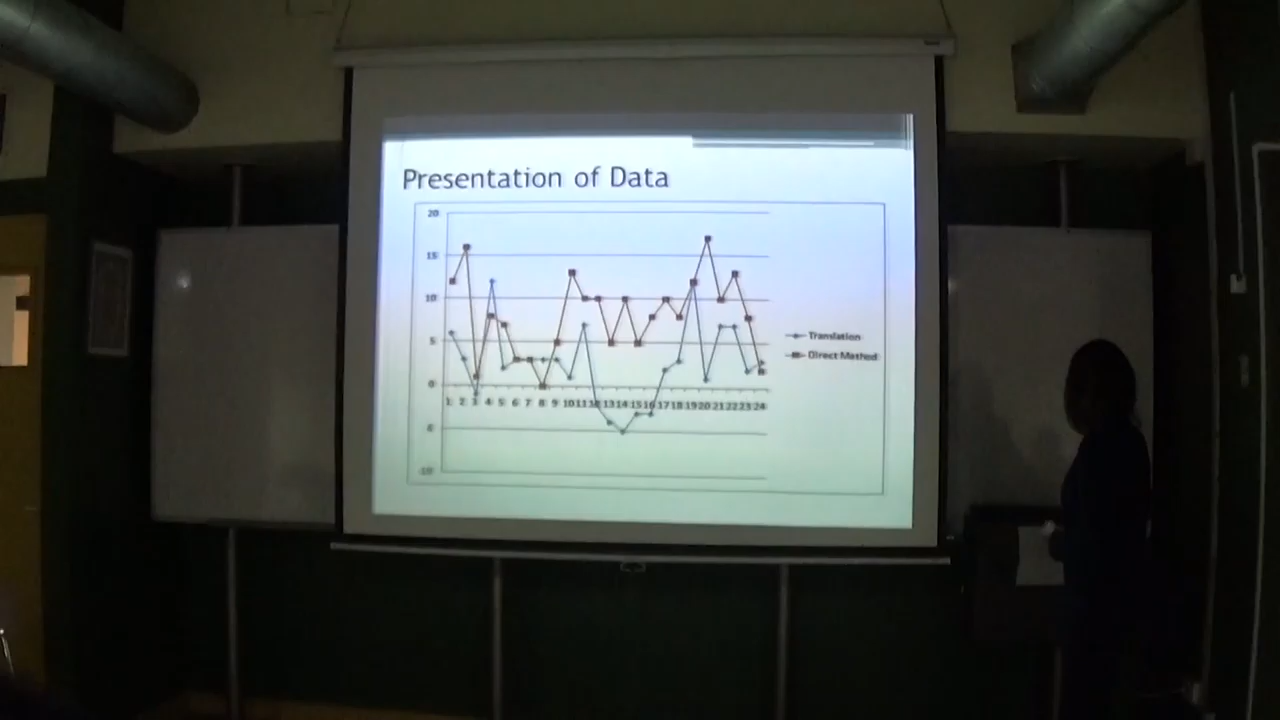 Presentation of Data
20
15
10
5
0
1 2 3 4 5 6 7 8 9 10 11 12 13 14 15 16 17 18 19 20 21 22 23 24
-10
Translation
Direct Method